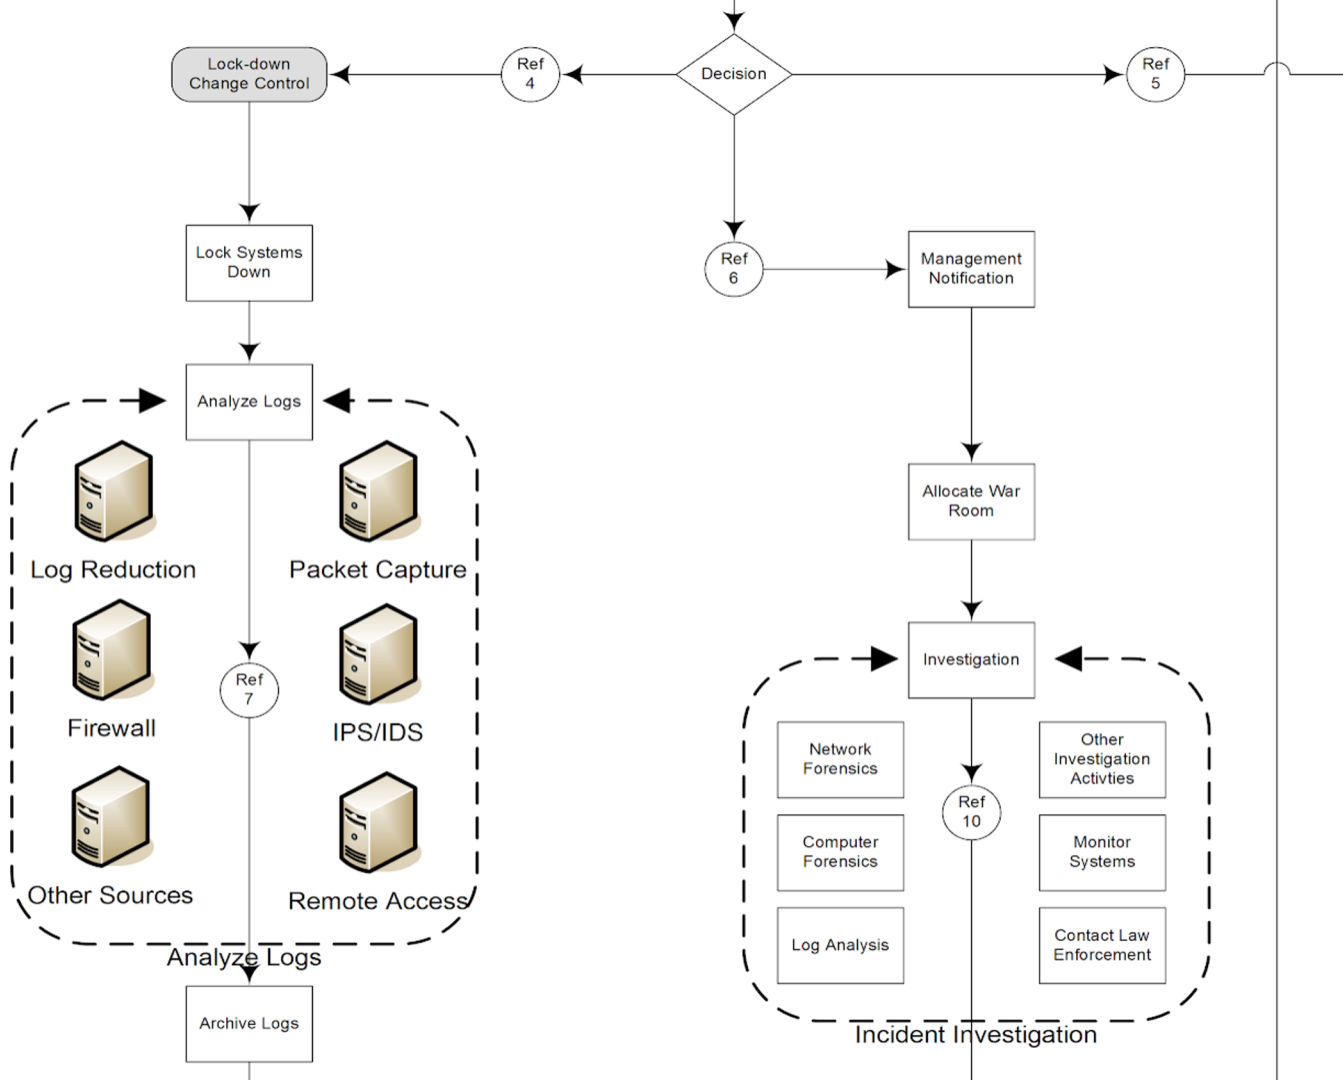 Lock-down
Change Control
Ref
4
Decision
Ref
5
Lock Systems
Down
Ref
6
Management
Notification
Analyze Logs
Log Reduction
Packet Capture
Firewall
Ref
7
IPS/IDS
Other Sources
Remote Access
Analyze Logs
Archive Logs
Allocate War
Room
Investigation
Network
Forensics
Other
Investigation
Activties
Ref
10
Computer
Forensics
Monitor
Systems
Log Analysis
Contact Law
Enforcement
Incident Investigation